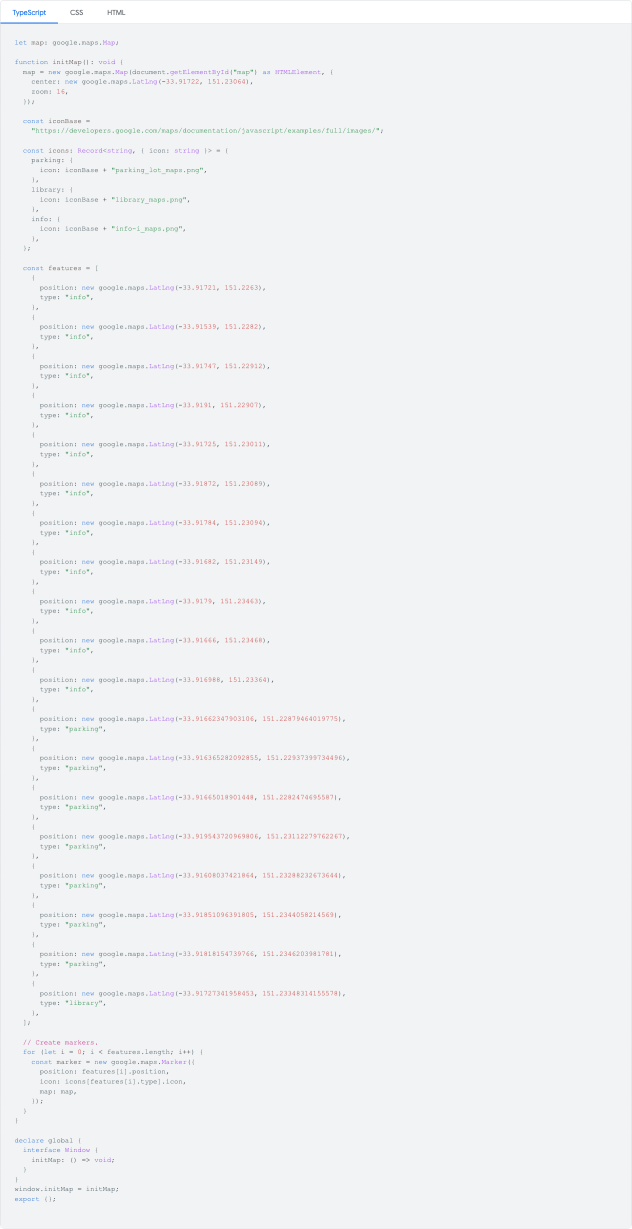 TypeScript CSS HTML
let map: google.maps.Map;
function initMap(): void {
map = new google.maps.Map(document.getElementById("map") as HTMLElement, {
center: new google.maps.LatLng(-33.91722, 151.23064),
zoom: 16,
});
const iconBase =
"https://developers.google.com/maps/documentation/javascript/examples/full/images/";
const icons: Record<string, { icon: string }> = {
parking: {
icon: iconBase + "parking_lot_maps.png",
},
library: {
icon: iconBase + "library_maps.png",
},
info: {
icon: iconBase + "info-i_maps.png",
},
};
const features = [
{
position: new google.maps.LatLng(-33.91721, 151.2263),
type: "info",
},
{
position: new google.maps.LatLng(-33.91539, 151.2282),
type: "info",
},
{
position: new google.maps.LatLng(-33.91747, 151.22912),
type: "info",
},
{
position: new google.maps.LatLng(-33.9191, 151.22907),
type: "info",
},
{
position: new google.maps.LatLng(-33.91725, 151.23011),
type: "info",
},
{
position: new google.maps.LatLng(-33.91872, 151.23089),
type: "info",
},
{
position: new google.maps.LatLng(-33.91784, 151.23094),
type: "info",
},
{
position: new google.maps.LatLng(-33.91682, 151.23149),
type: "info",
},
{
position: new google.maps.LatLng(-33.9179, 151.23463),
type: "info",
},
{
position: new google.maps.LatLng(-33.91666, 151.23468),
type: "info",
},
{
position: new google.maps.LatLng(-33.916988, 151.23364),
type: "info",
},
{
position: new google.maps.LatLng(-33.91662347903106, 151.22879464019775),
type: "parking",
},
{
position: new google.maps.LatLng(-33.916365282092855, 151.22937399734496),
type: "parking",
},
{
position: new google.maps.LatLng(-33.91665018901448, 151.2282474695587),
type: "parking",
},
{
position: new google.maps.LatLng(-33.919543720969806, 151.23112279762267),
type: "parking",
},
{
position: new google.maps.LatLng(-33.91608037421864, 151.23288232673644),
type: "parking",
},
{
position: new google.maps.LatLng(-33.91851096391805, 151.2344058214569),
type: "parking",
},
{
position: new google.maps.LatLng(-33.91818154739766, 151.2346203981781),
type: "parking",
},
{
position: new google.maps.LatLng(-33.91727341958453, 151.23348314155578),
type: "library",
},
];
// Create markers.
for (let i = 0; i < features.length; i++) {
const marker = new google.maps.Marker({
position: features[i].position,
icon: icons[features[i].type].icon,
map: map,
});
}
}
declare global {
interface Window {
initMap: () => void;
}
}
window.initMap = initMap;
export {};